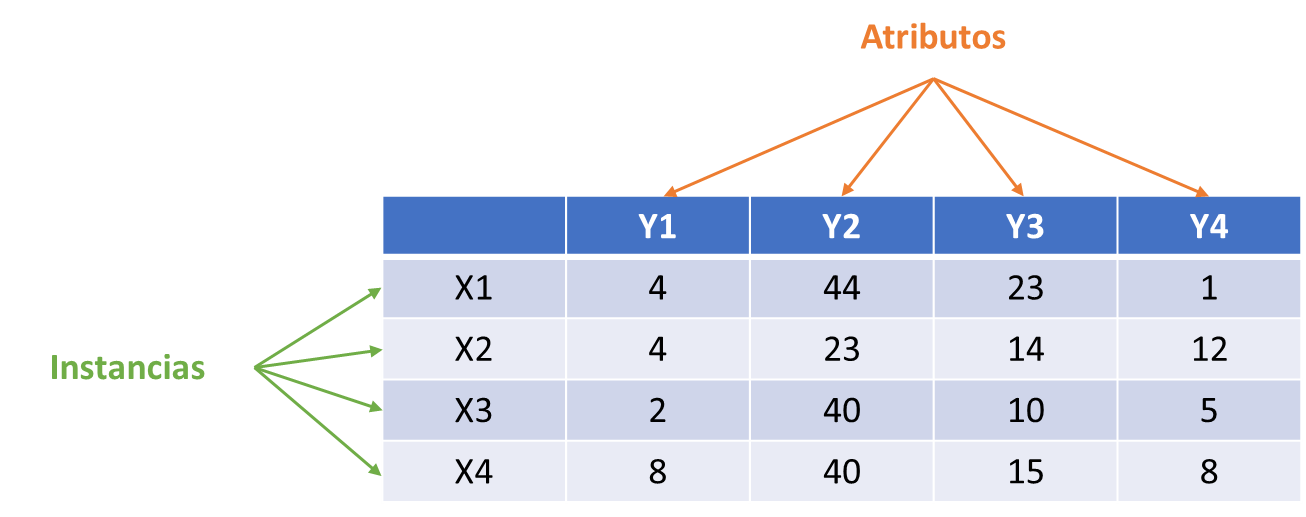 Atributos
Y1 Y2 Y3 Y4
X1 4 44 23 1
X2 4 23 14 12
Instancias
X3 2 40 10 5
X4 8 40 15 8